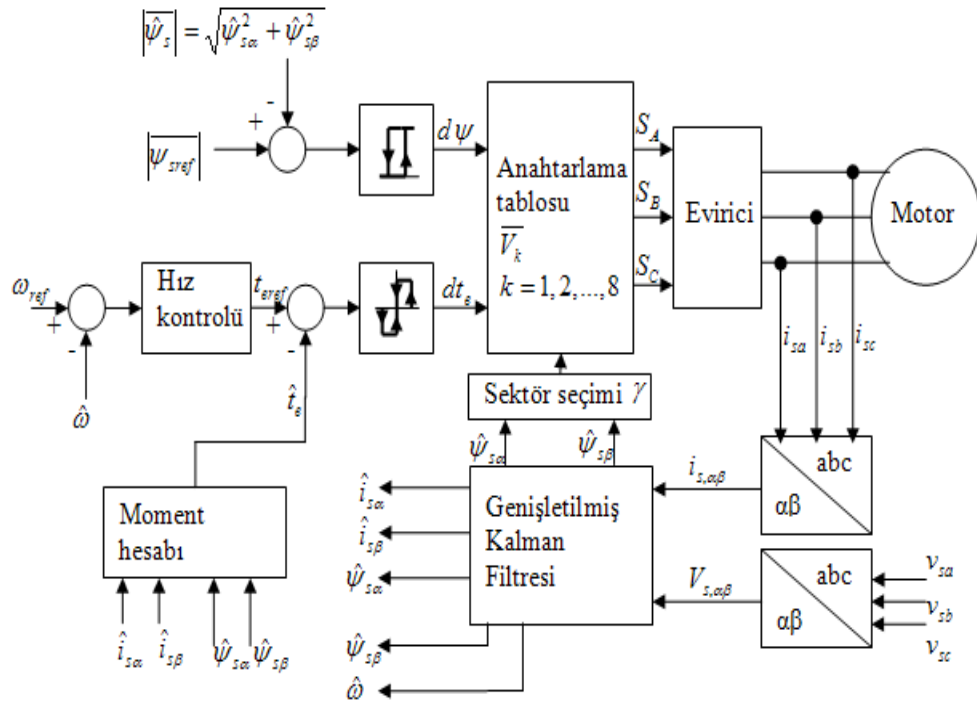 |ψ̂_s| = √(ψ̂²_sα + ψ̂²_sβ)
-
+
|ψ_sref|
dψ
Anahtarlama
tablosu
V̅_k
k = 1, 2, ..., 8
S_A
S_B
S_C
Evirici
Motor
ω_ref
+
-
ω̂
Hız
kontrolü
t_eref
+
-
t̂_e
dt_e
i_sa
i_sb
i_sc
Sektör seçimi γ
ψ̂_sα
ψ̂_sβ
Moment
hesabı
î_sα
î_sβ
ψ̂_sα
ψ̂_sβ
Genişletilmiş
Kalman
Filtresi
î_sα
î_sβ
ψ̂_sα
ψ̂_sβ
ω̂
i_s,αβ
abc
αβ
V_s,αβ
abc
αβ
v_sa
v_sb
v_sc